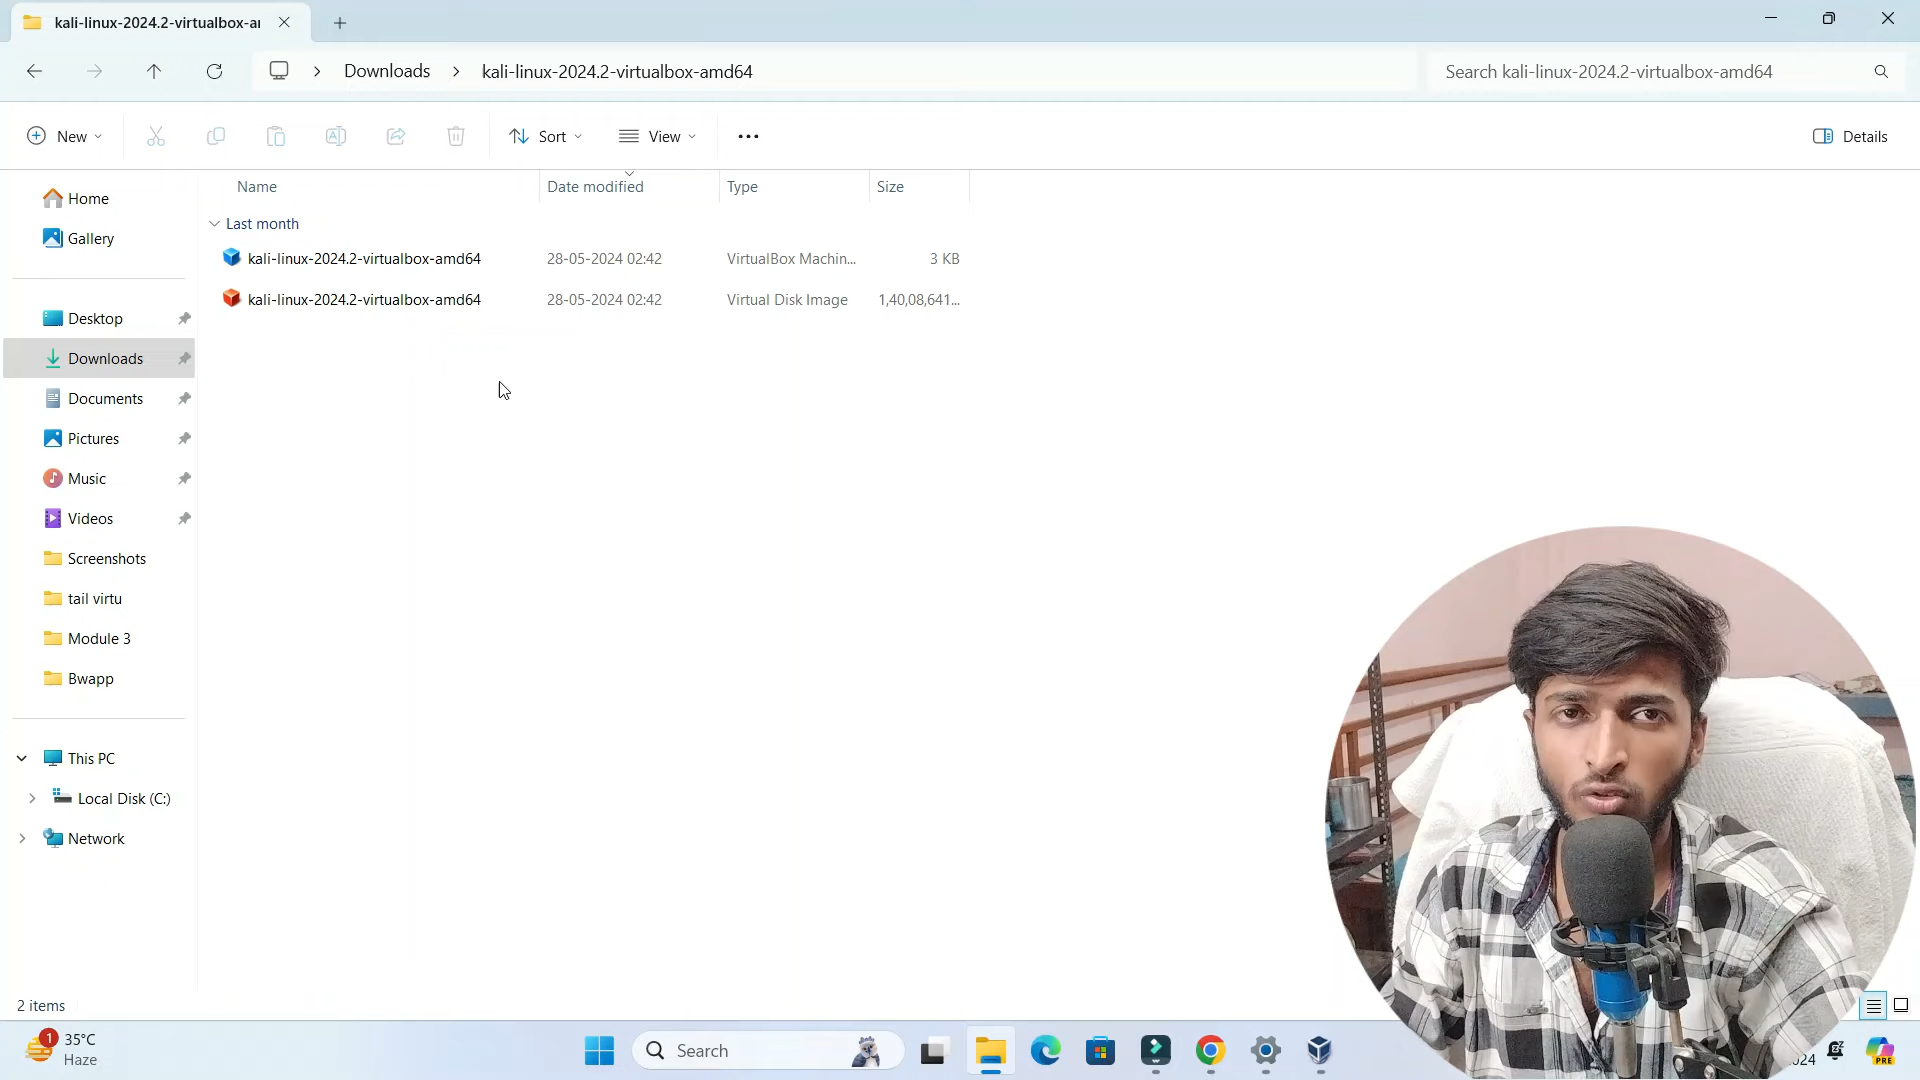 kali-linux-2024.2-virtualbox-ar
Downloads
kali-linux-2024.2-virtualbox-amd64
Search kali-linux-2024.2-virtualbox-amd64
New
Sort
View
Details
Name
Date modified
Type
Size
Home
Gallery
Desktop
Downloads
Documents
Pictures
Music
Videos
Screenshots
tail virtu
Module 3
Bwapp
This PC
Local Disk (C:)
Network
Last month
kali-linux-2024.2-virtualbox-amd64 28-05-2024 02:42 VirtualBox Machin... 3 KB
kali-linux-2024.2-virtualbox-amd64 28-05-2024 02:42 Virtual Disk Image 1,40,08,641...
2 items
1
35°C
Haze
Search
PRE